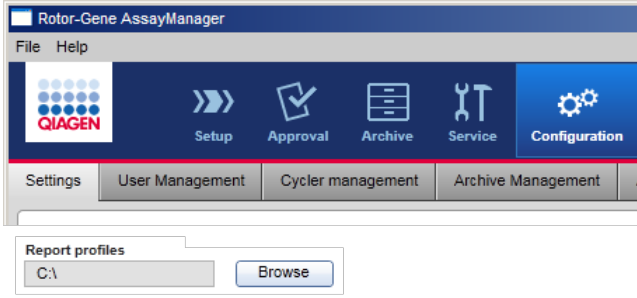 Rotor-Gene AssayManager
File Help
QIAGEN
Setup Approval Archive Service Configuration
Settings User Management Cycler management Archive Management
Report profiles
C:\ Browse